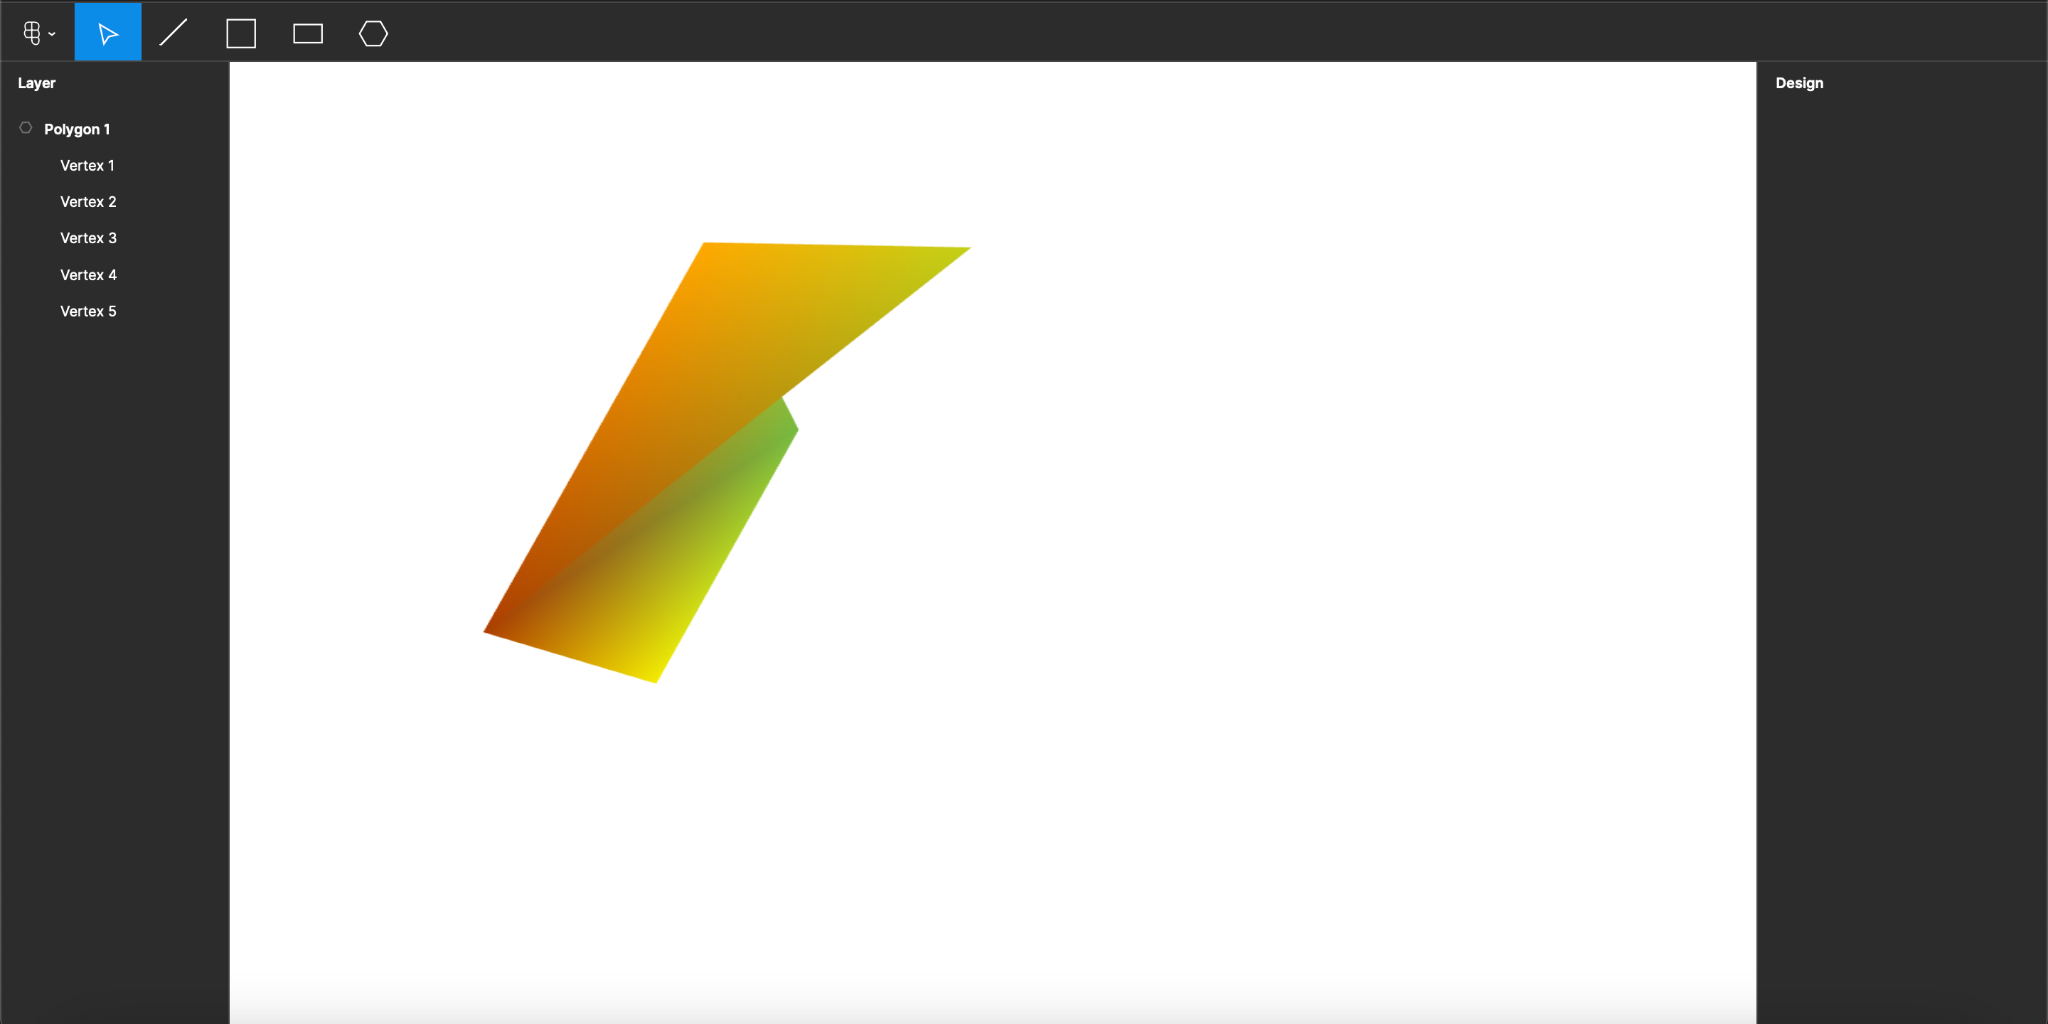 Layer
Polygon 1
Vertex 1
Vertex 2
Vertex 3
Vertex 4
Vertex 5
Design